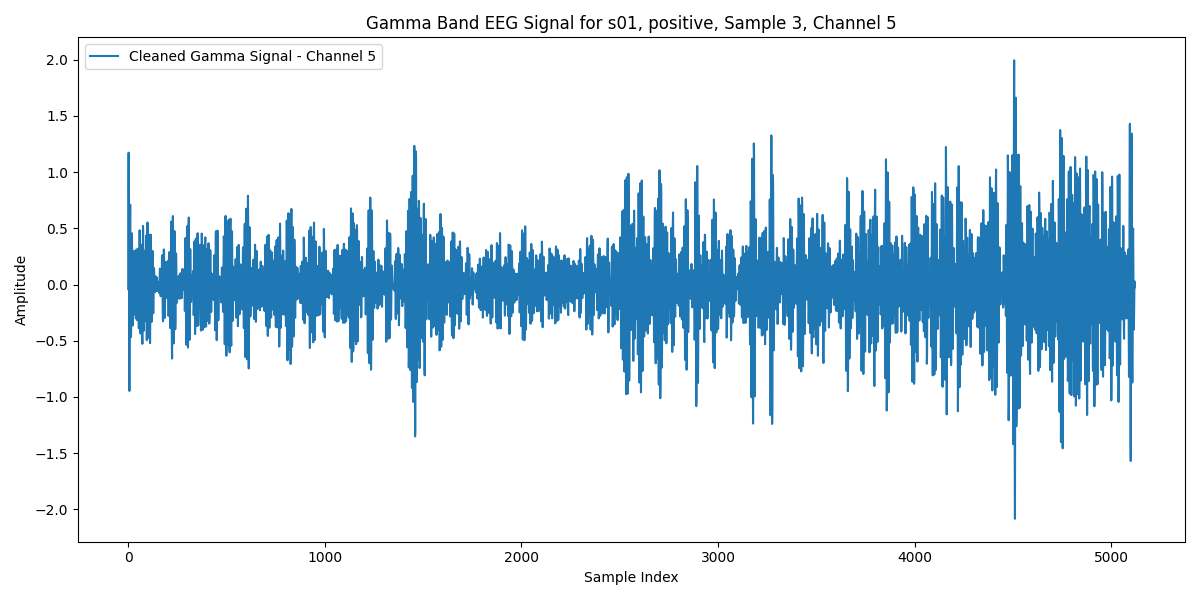 Gamma Band EEG Signal for s01, positive, Sample 3, Channel 5
Cleaned Gamma Signal - Channel 5
2.0
1.5
1.0
0.5
0.0
−0.5
−1.0
−1.5
−2.0
Amplitude
0 1000 2000 3000 4000 5000
Sample Index